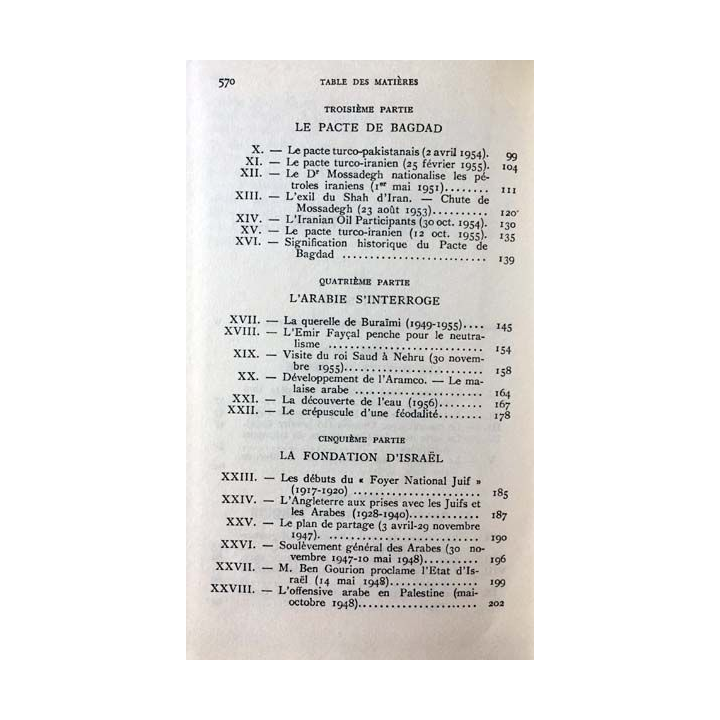 570 TABLE DES MATIÈRES
TROISIÈME PARTIE
LE PACTE DE BAGDAD
X. — Le pacte turco-pakistanais (2 avril 1954). 99
XI. — Le pacte turco-iranien (25 février 1955). 104
XII. — Le Dr Mossadegh nationalise les pé-
troles iraniens (1er mai 1951)........ 111
XIII. — L'exil du Shah d'Iran. — Chute de
Mossadegh (23 août 1953).......... 120
XIV. — L'Iranian Oil Participants (30 oct. 1954). 130
XV. — Le pacte turco-iranien (12 oct. 1955). 135
XVI. — Signification historique du Pacte de
Bagdad .......................... 139
QUATRIÈME PARTIE
L'ARABIE S'INTERROGE
XVII. — La querelle de Buraïmi (1949-1955).... 145
XVIII. — L'Emir Fayçal penche pour le neutra-
lisme ............................ 154
XIX. — Visite du roi Saud à Nehru (30 novem-
bre 1955)......................... 158
XX. — Développement de l'Aramco. — Le ma-
laise arabe ....................... 164
XXI. — La découverte de l'eau (1956)........ 167
XXII. — Le crépuscule d'une féodalité........ 178
CINQUIÈME PARTIE
LA FONDATION D'ISRAËL
XXIII. — Les débuts du « Foyer National Juif »
(1917-1920) ....................... 185
XXIV. — L'Angleterre aux prises avec les Juifs et
les Arabes (1928-1940)............. 187
XXV. — Le plan de partage (3 avril-29 novembre
1947). ........................... 190
XXVI. — Soulèvement général des Arabes (30 no-
vembre 1947-10 mai 1948).......... 196
XXVII. — M. Ben Gourion proclame l'Etat d'Is-
raël (14 mai 1948)................. 199
XXVIII. — L'offensive arabe en Palestine (mai-
octobre 1948)..................... 202